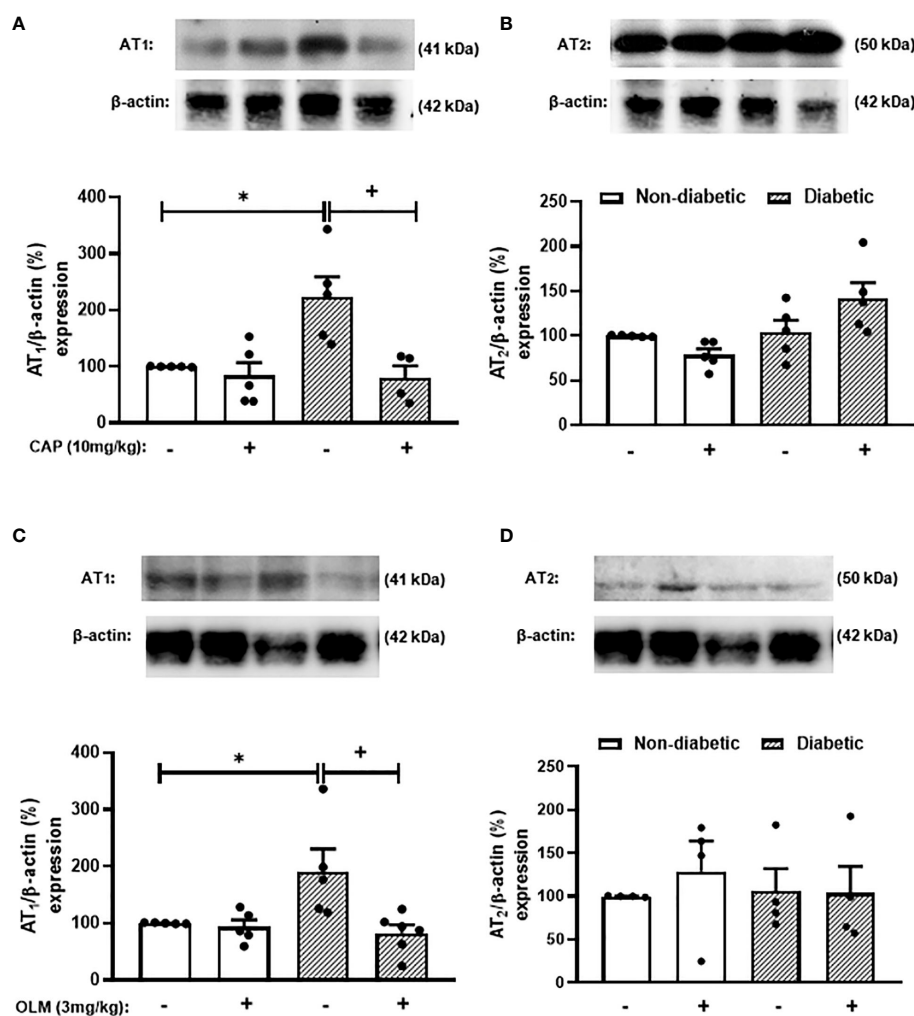 A
AT1:
(41 kDa)
β-actin:
(42 kDa)
AT1/β-actin (%)
expression
400
300
200
100
0
*
+
CAP (10mg/kg):
-
+
-
+
B
AT2:
(50 kDa)
β-actin:
(42 kDa)
Non-diabetic
Diabetic
AT2/β-actin (%)
expression
250
200
150
100
50
0
-
+
-
+
C
AT1:
(41 kDa)
β-actin:
(42 kDa)
AT1/β-actin (%)
expression
400
300
200
100
0
*
+
OLM (3mg/kg):
-
+
-
+
D
AT2:
(50 kDa)
β-actin:
(42 kDa)
Non-diabetic
Diabetic
AT2/β-actin (%)
expression
250
200
150
100
50
0
-
+
-
+